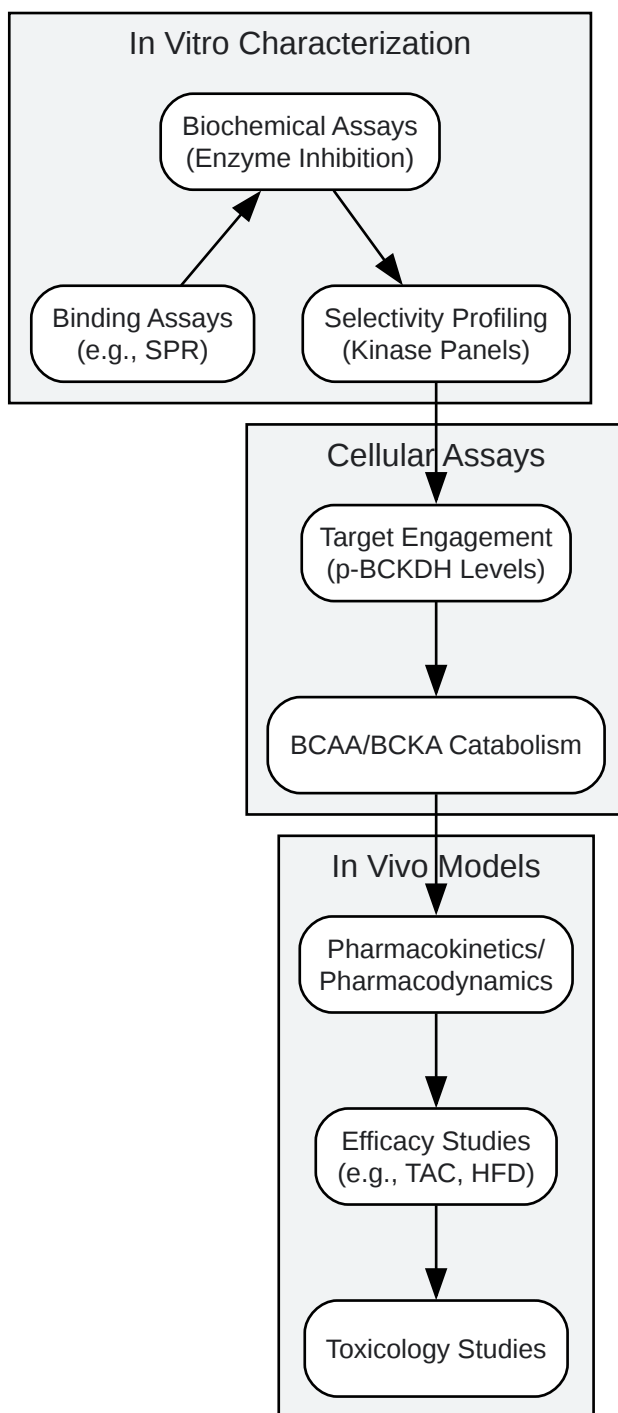 In Vitro Characterization
Biochemical Assays
(Enzyme Inhibition)
Binding Assays
(e.g., SPR)
Selectivity Profiling
(Kinase Panels)
Cellular Assays
Target Engagement
(p-BCKDH Levels)
BCAA/BCKA Catabolism
In Vivo Models
Pharmacokinetics/
Pharmacodynamics
Efficacy Studies
(e.g., TAC, HFD)
Toxicology Studies